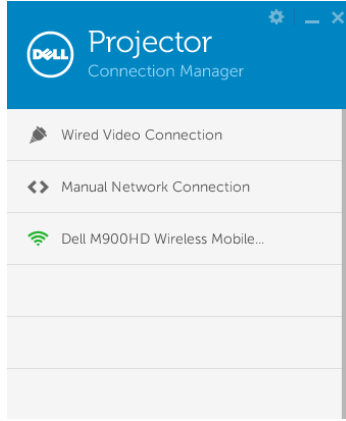 DELL
Projector
Connection Manager
Wired Video Connection
Manual Network Connection
Dell M900HD Wireless Mobile...